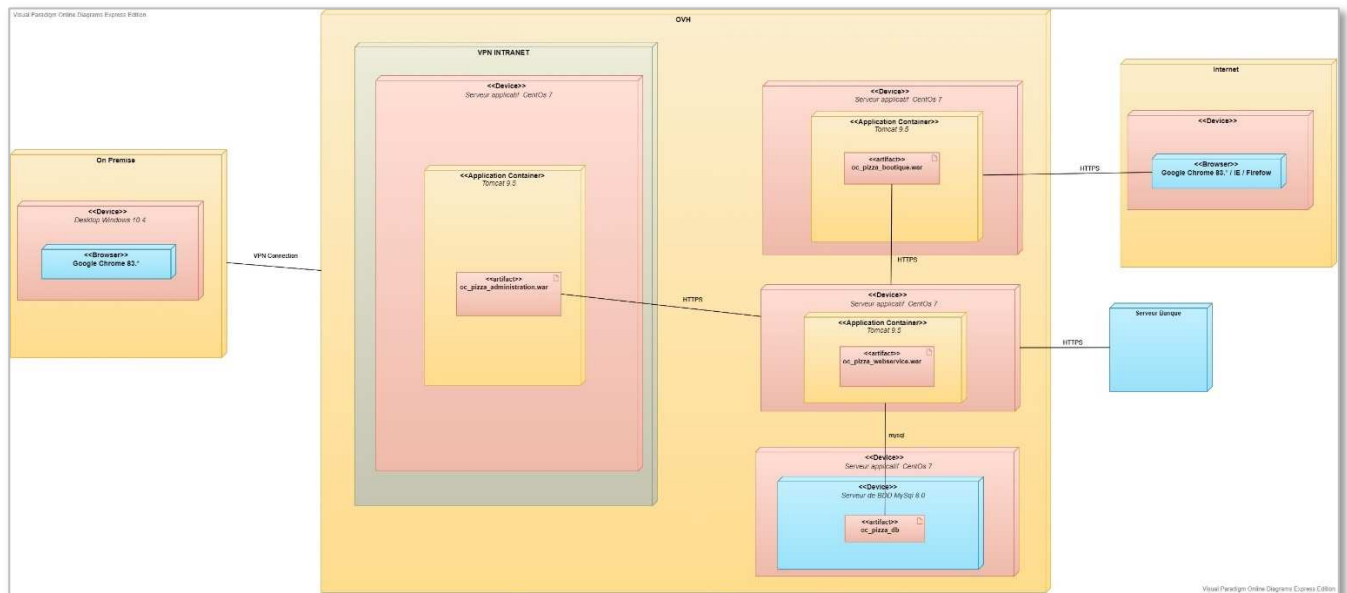 Visual Paradigm Online Diagrams Express Edition
OVH
VPN INTRANET
<<Device>>
Serveur applicatif CentOs 7
<<Application Container>
Tomcat 9.5
<<artifact>>
oc_pizza_administration.war
On Premise
<<Device>>
Desktop Windows 10.4
<<Browser>>
Google Chrome 83.*
VPN Connection
HTTPS
<<Device>>
Serveur applicatif CentOs 7
<<Application Container>>
Tomcat 9.5
<<artifact>>
oc_pizza_boutique.war
HTTPS
Internet
<<Device>>
<<Browser>>
Google Chrome 83.* / IE / Firefow
HTTPS
<<Device>>
Serveur applicatif CentOs 7
<<Application Container>>
Tomcat 9.5
<<artifact>>
oc_pizza_webservice.war
HTTPS
Serveur Banque
mysql
<<Device>>
Serveur applicatif CentOs 7
<<Device>>
Serveur de BDD MySql 8.0
<<artifact>>
oc_pizza_db
Visual Paradigm Online Diagrams Express Edition